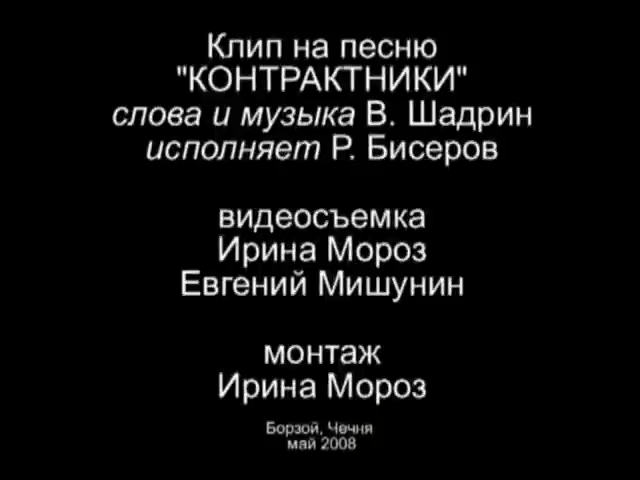 Клип на песню
"КОНТРАКТНИКИ"
слова и музыка В. Шадрин
исполняет Р. Бисеров
видеосъемка
Ирина Мороз
Евгений Мишунин
монтаж
Ирина Мороз
Борзой, Чечня
май 2008